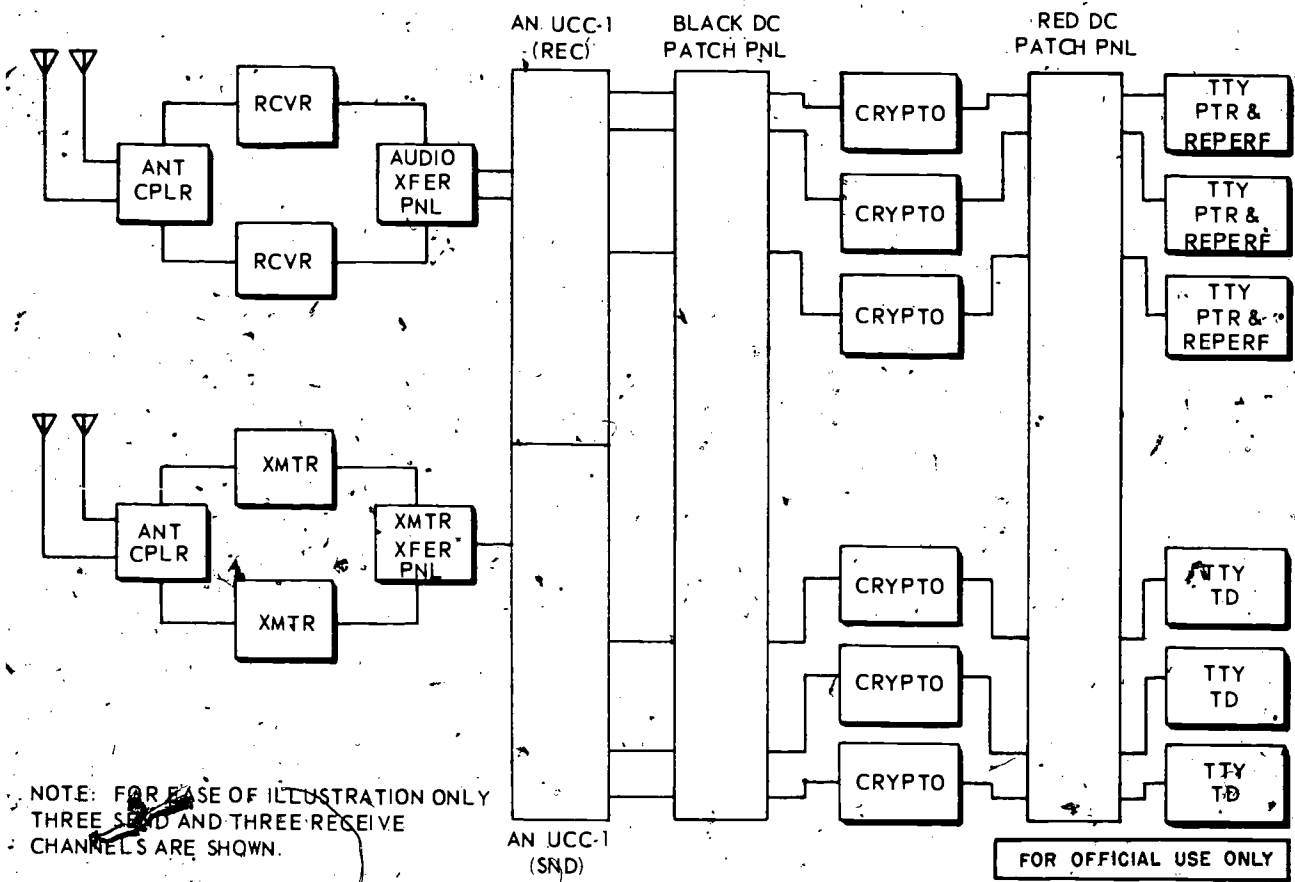 AN UCC-1
(REC)
BLACK DC
PATCH PNL
RED DC
PATCH PNL
RCVR
ANT
CPLR
AUDIO
XFER
PNL
RCVR
CRYPTO
CRYPTO
CRYPTO
TTY
PTR &
REPERF
TTY
PTR &
REPERF
TTY
PTR &
REPERF
XMTR
ANT
CPLR
XMTR
XFER
PNL
XMTR
CRYPTO
CRYPTO
CRYPTO
TTY
TD
TTY
TD
TTY
TD
NOTE: FOR EASE OF ILLUSTRATION ONLY
THREE SEND AND THREE RECEIVE
CHANNELS ARE SHOWN.
AN UCC-1
(SND)
FOR OFFICIAL USE ONLY